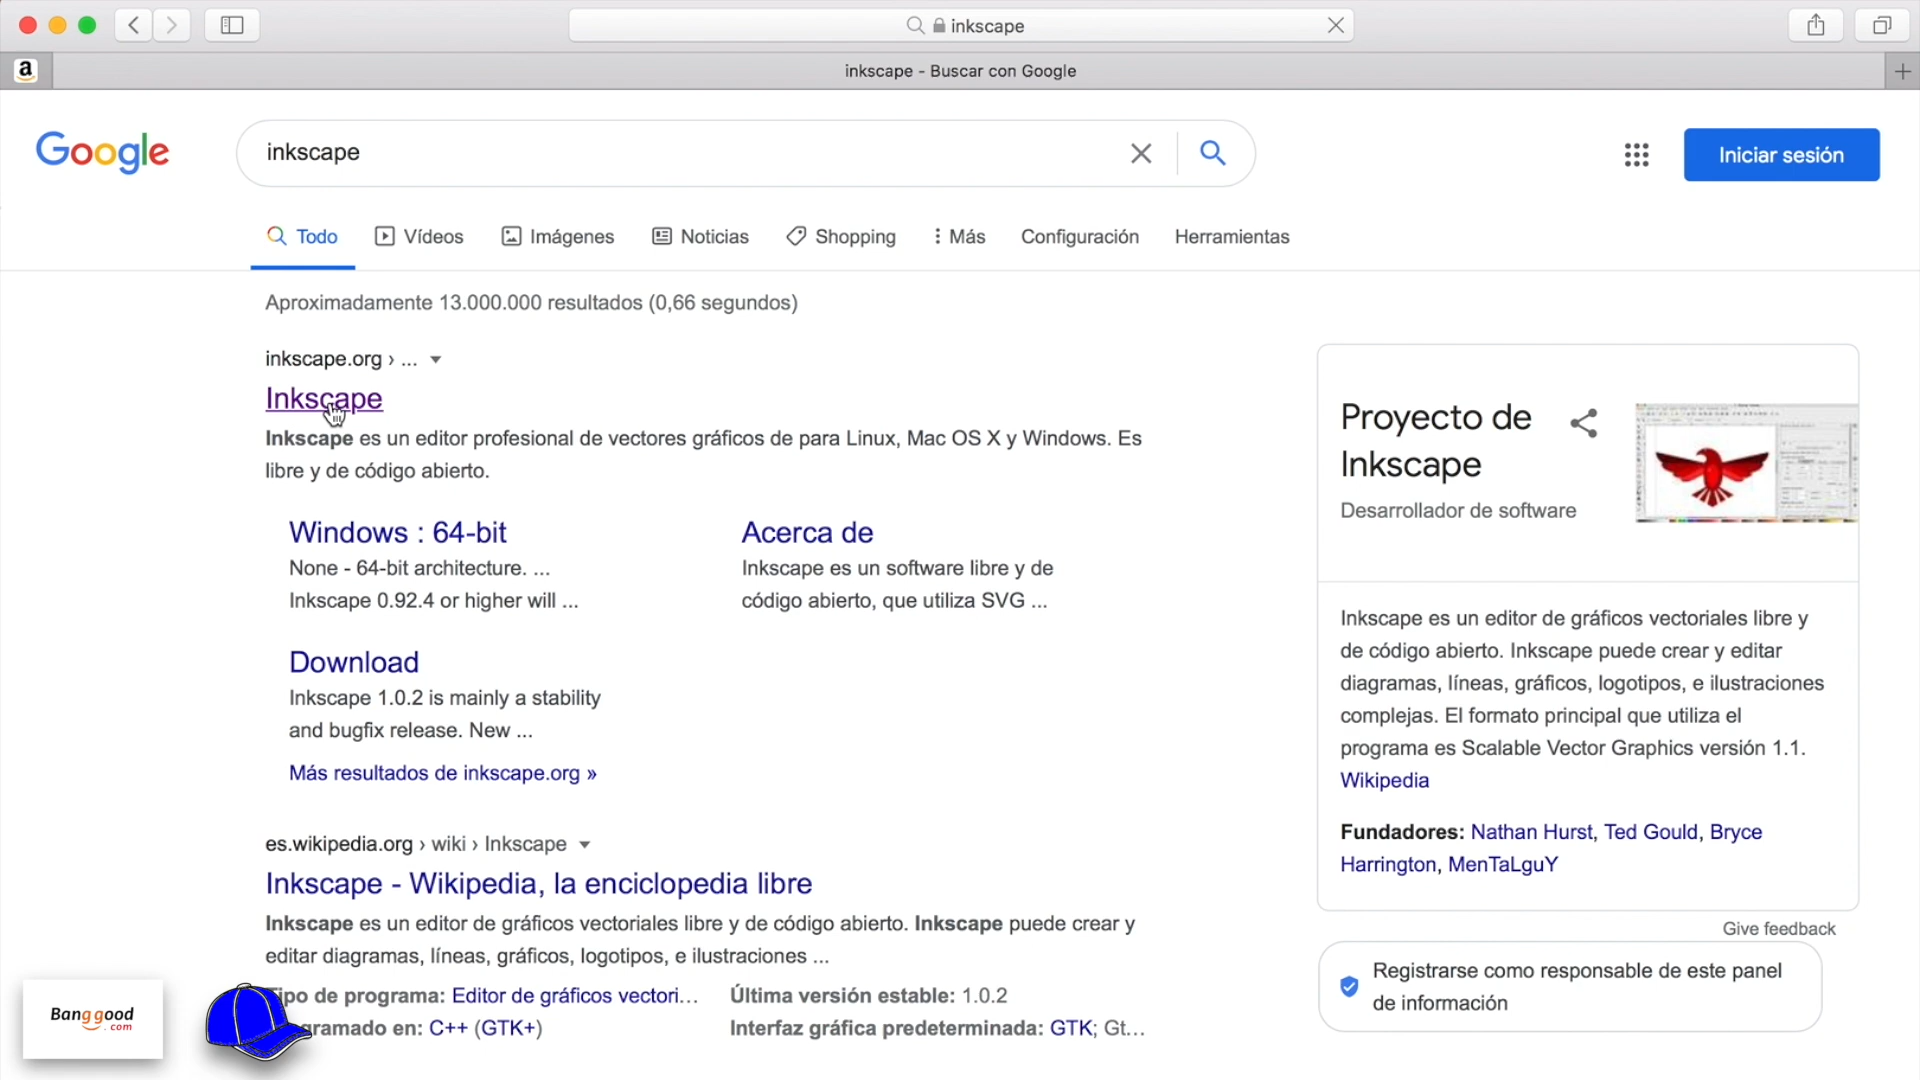 inkscape
a
inkscape - Buscar con Google
Google
inkscape
Iniciar sesión
Todo
Vídeos
Imágenes
Noticias
Shopping
Más
Configuración
Herramientas
Aproximadamente 13.000.000 resultados (0,66 segundos)
inkscape.org › ...
Inkscape
Inkscape es un editor profesional de vectores gráficos de para Linux, Mac OS X y Windows. Es
libre y de código abierto.
Windows : 64-bit
None - 64-bit architecture. ...
Inkscape 0.92.4 or higher will ...
Acerca de
Inkscape es un software libre y de
código abierto, que utiliza SVG ...
Download
Inkscape 1.0.2 is mainly a stability
and bugfix release. New ...
Más resultados de inkscape.org »
es.wikipedia.org › wiki › Inkscape
Inkscape - Wikipedia, la enciclopedia libre
Inkscape es un editor de gráficos vectoriales libre y de código abierto. Inkscape puede crear y
editar diagramas, líneas, gráficos, logotipos, e ilustraciones ...
Tipo de programa: Editor de gráficos vectori...
Última versión estable: 1.0.2
gramado en: C++ (GTK+)
Interfaz gráfica predeterminada: GTK; Gt...
Proyecto de
Inkscape
Desarrollador de software
Inkscape es un editor de gráficos vectoriales libre y
de código abierto. Inkscape puede crear y editar
diagramas, líneas, gráficos, logotipos, e ilustraciones
complejas. El formato principal que utiliza el
programa es Scalable Vector Graphics versión 1.1.
Wikipedia
Fundadores: Nathan Hurst, Ted Gould, Bryce
Harrington, MenTaLguY
Give feedback
Registrarse como responsable de este panel
de información
Banggood
.com